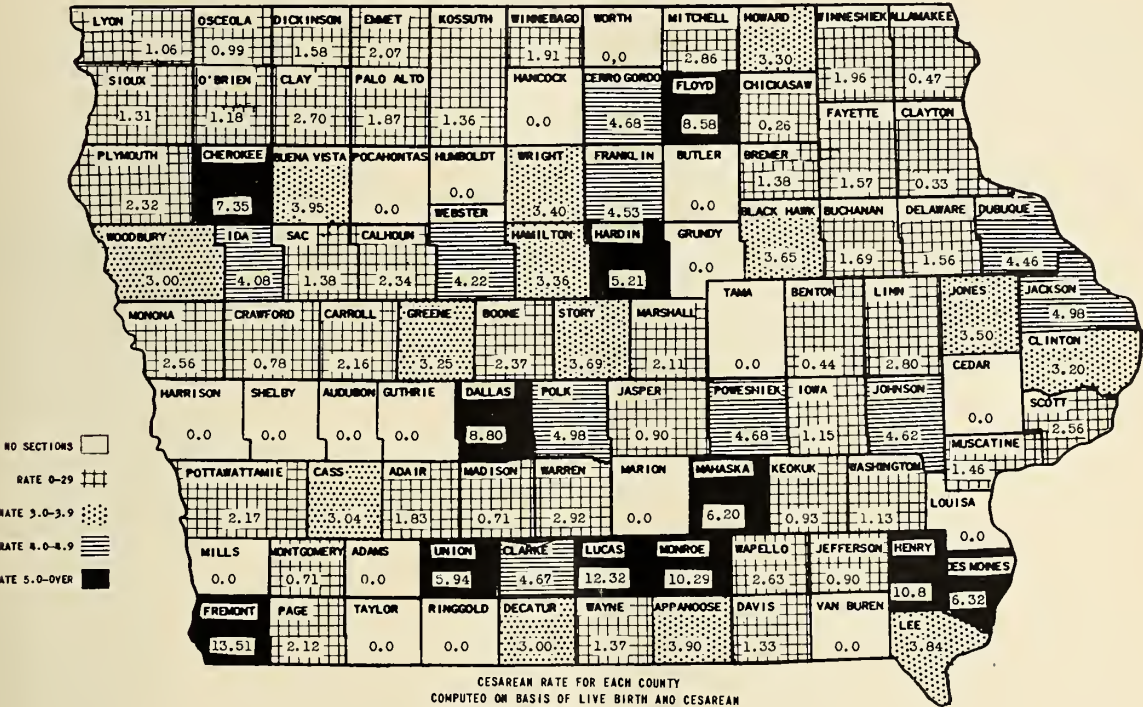 LYON OSCEOLA DICKINSON EMMET KOSSUTH WINNEBAGO WORTH MITCHELL HOWARD WINNESHIEK ALLAMAKEE
1.06 0.99 1.58 2.07 1.91 0,0 2.86 3.30 1.96 0.47
SIOUX O'BRIEN CLAY PALO ALTO HANCOCK CERRO GORDO FLOYD CHICKASAW
1.31 1.18 2.70 1.87 1.36 0.0 4.68 8.58 0.26
FAYETTE CLAYTON
1.57 0.33
PLYMOUTH CHEROKEE BUENA VISTA POCAHONTAS HUMBOLDT WRIGHT FRANKLIN BUTLER BREMER
2.32 7.35 3.95 0.0 0.0 3.40 4.53 0.0 1.38
WEBSTER
4.22
BLACK HAWK BUCHANAN DELAWARE DUBUQUE
3.65 1.69 1.56 4.46
WOODBURY IDA SAC CALHOUN HAMILTON HARDIN GRUNDY
3.00 4.08 1.38 2.34 3.36 5.21 0.0
TAMA BENTON LINN JONES JACKSON
0.0 0.44 2.80 3.50 4.98
MONONA CRAWFORD CARROLL GREENE BOONE STORY MARSHALL
2.56 0.78 2.16 3.25 2.37 3.69 2.11
CLINTON
3.20
CEDAR
0.0
HARRISON SHELBY AUDUBON GUTHRIE DALLAS POLK JASPER POWESHIEK IOWA JOHNSON
0.0 0.0 0.0 0.0 8.80 4.98 0.90 4.68 1.15 4.62
SCOTT
2.56
MUSCATINE
1.46
NO SECTIONS
RATE 0-29
RATE 3.0-3.9
RATE 4.0-4.9
RATE 5.0-OVER
POTTAWATTAMIE CASS ADAIR MADISON WARREN MARION MAHASKA KEOKUK WASHINGTON
2.17 3.04 1.83 0.71 2.92 0.0 6.20 0.93 1.13
LOUISA
0.0
MILLS MONTGOMERY ADAMS UNION CLARKE LUCAS MONROE WAPELLO JEFFERSON HENRY DES MOINES
0.0 0.71 0.0 5.94 4.67 12.32 10.29 2.63 0.90 10.8 6.32
FREMONT PAGE TAYLOR RINGGOLD DECATUR WAYNE APPANOOSE DAVIS VAN BUREN LEE
13.51 2.12 0.0 0.0 3.00 1.37 3.90 1.33 0.0 3.84
CESAREAN RATE FOR EACH COUNTY
COMPUTED ON BASIS OF LIVE BIRTH AND CESAREAN